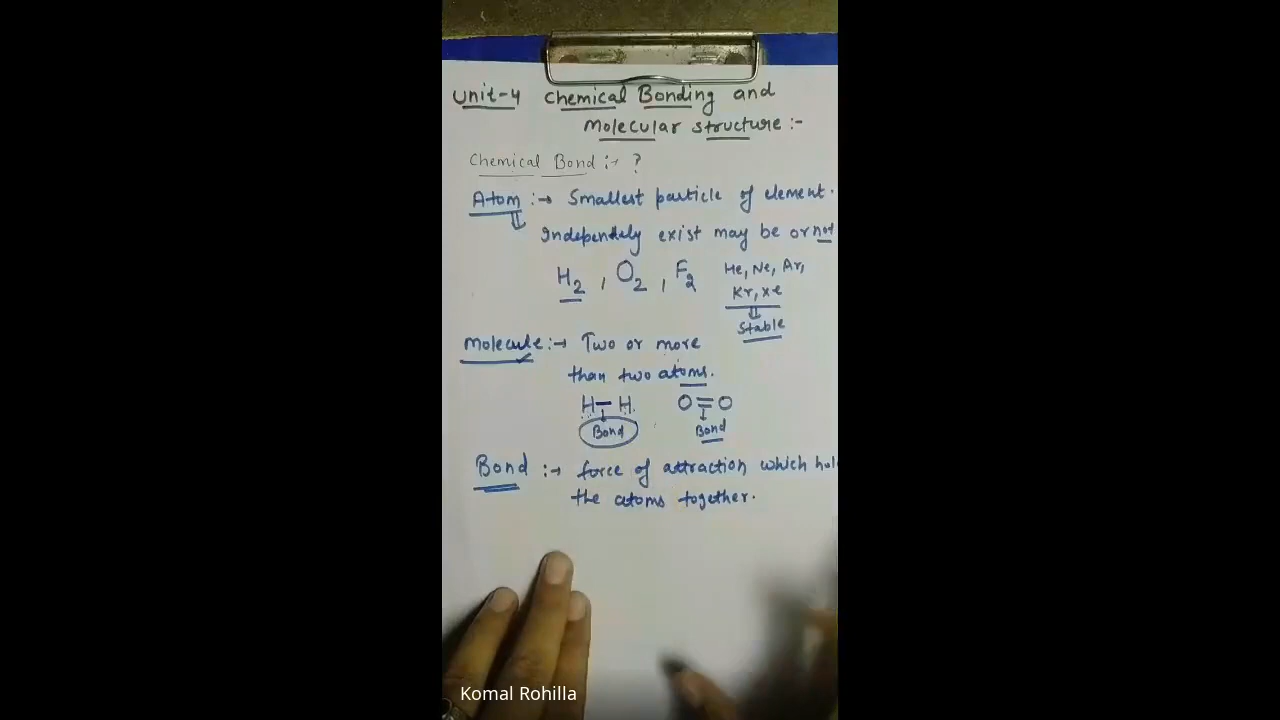 Unit-4 Chemical Bonding and
Molecular structure :-
Chemical Bond :→ ?
Atom :→ Smallest particle of element.
Independely exist may be or not
H2 , O2 , F2
He, Ne, Ar,
Kr, Xe
Stable
Molecule :→ Two or more
than two atoms.
H—H O=O
Bond Bond
Bond :→ force of attraction which hol
the atoms together.
Komal Rohilla